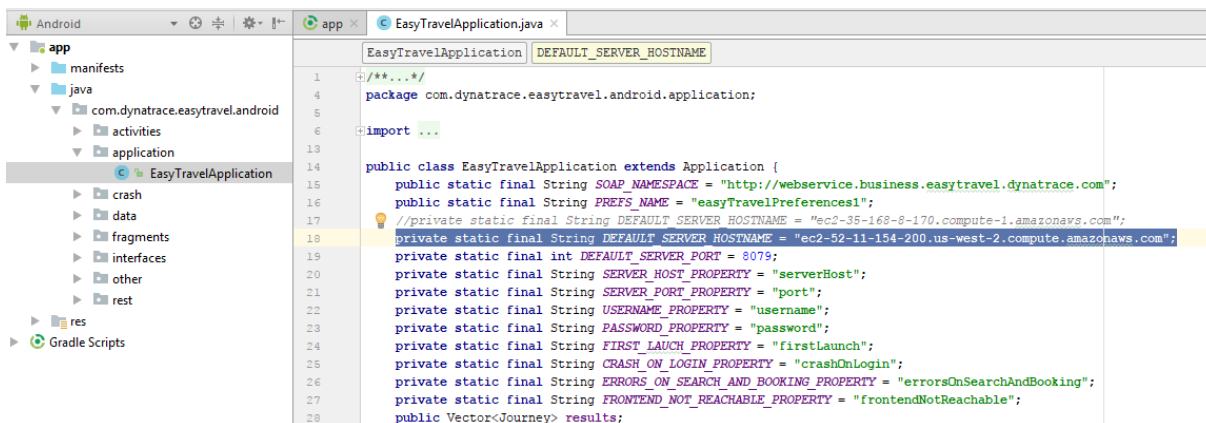 Android
app
EasyTravelApplication.java
app
manifests
java
com.dynatrace.easytravel.android
activities
application
EasyTravelApplication
crash
data
fragments
interfaces
other
rest
res
Gradle Scripts
EasyTravelApplication DEFAULT_SERVER_HOSTNAME
1 /**...*/
4 package com.dynatrace.easytravel.android.application;
5
6 import ...
13
14 public class EasyTravelApplication extends Application {
15 public static final String SOAP_NAMESPACE = "http://webservice.business.easytravel.dynatrace.com";
16 public static final String PREFS_NAME = "easyTravelPreferences1";
17 //private static final String DEFAULT_SERVER_HOSTNAME = "ec2-35-168-8-170.compute-1.amazonaws.com";
18 private static final String DEFAULT_SERVER_HOSTNAME = "ec2-52-11-154-200.us-west-2.compute.amazonaws.com";
19 private static final int DEFAULT_SERVER_PORT = 8079;
20 private static final String SERVER_HOST_PROPERTY = "serverHost";
21 private static final String SERVER_PORT_PROPERTY = "port";
22 private static final String USERNAME_PROPERTY = "username";
23 private static final String PASSWORD_PROPERTY = "password";
24 private static final String FIRST_LAUCH_PROPERTY = "firstLaunch";
25 private static final String CRASH_ON_LOGIN_PROPERTY = "crashOnLogin";
26 private static final String ERRORS_ON_SEARCH_AND_BOOKING_PROPERTY = "errorsOnSearchAndBooking";
27 private static final String FRONTEND_NOT_REACHABLE_PROPERTY = "frontendNotReachable";
28 public Vector<Journey> results;